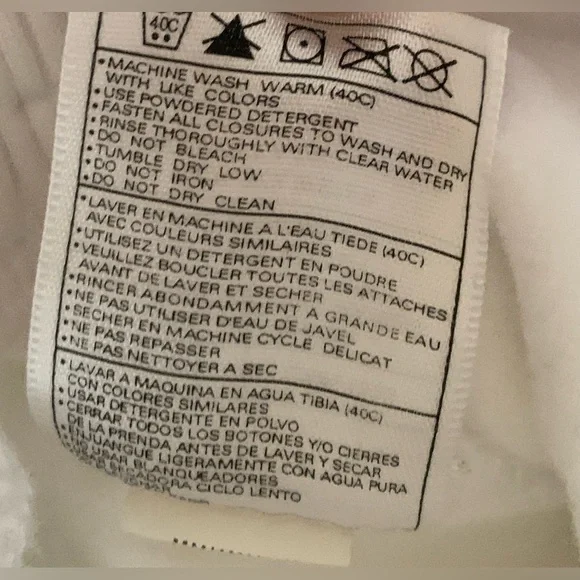 40C
•MACHINE WASH WARM (40C)
WITH LIKE COLORS
•USE POWDERED DETERGENT
•FASTEN ALL CLOSURES TO WASH AND DRY
•RINSE THOROUGHLY WITH CLEAR WATER
•DO NOT BLEACH
•TUMBLE DRY LOW
•DO NOT IRON
•DO NOT DRY CLEAN
•LAVER EN MACHINE A L'EAU TIEDE (40C)
AVEC COULEURS SIMILAIRES
•UTILISEZ UN DETERGENT EN POUDRE
•VEUILLEZ BOUCLER TOUTES LES ATTACHES
AVANT DE LAVER ET SECHER
•RINCER ABONDAMMENT A GRANDE EAU
•NE PAS UTILISER D'EAU DE JAVEL
•SECHER EN MACHINE CYCLE DELICAT
•NE PAS REPASSER
•NE PAS NETTOYER A SEC
•LAVAR A MAQUINA EN AGUA TIBIA (40C)
CON COLORES SIMILARES
•USAR DETERGENTE EN POLVO
•CERRAR TODOS LOS BOTONES Y/O CIERRES
DE LA PRENDA ANTES DE LAVER Y SECAR
•ENJUANGUE LIGERAMENTE CON AGUA PURA
USAR BLANQUEADORES
CICLO LENTO